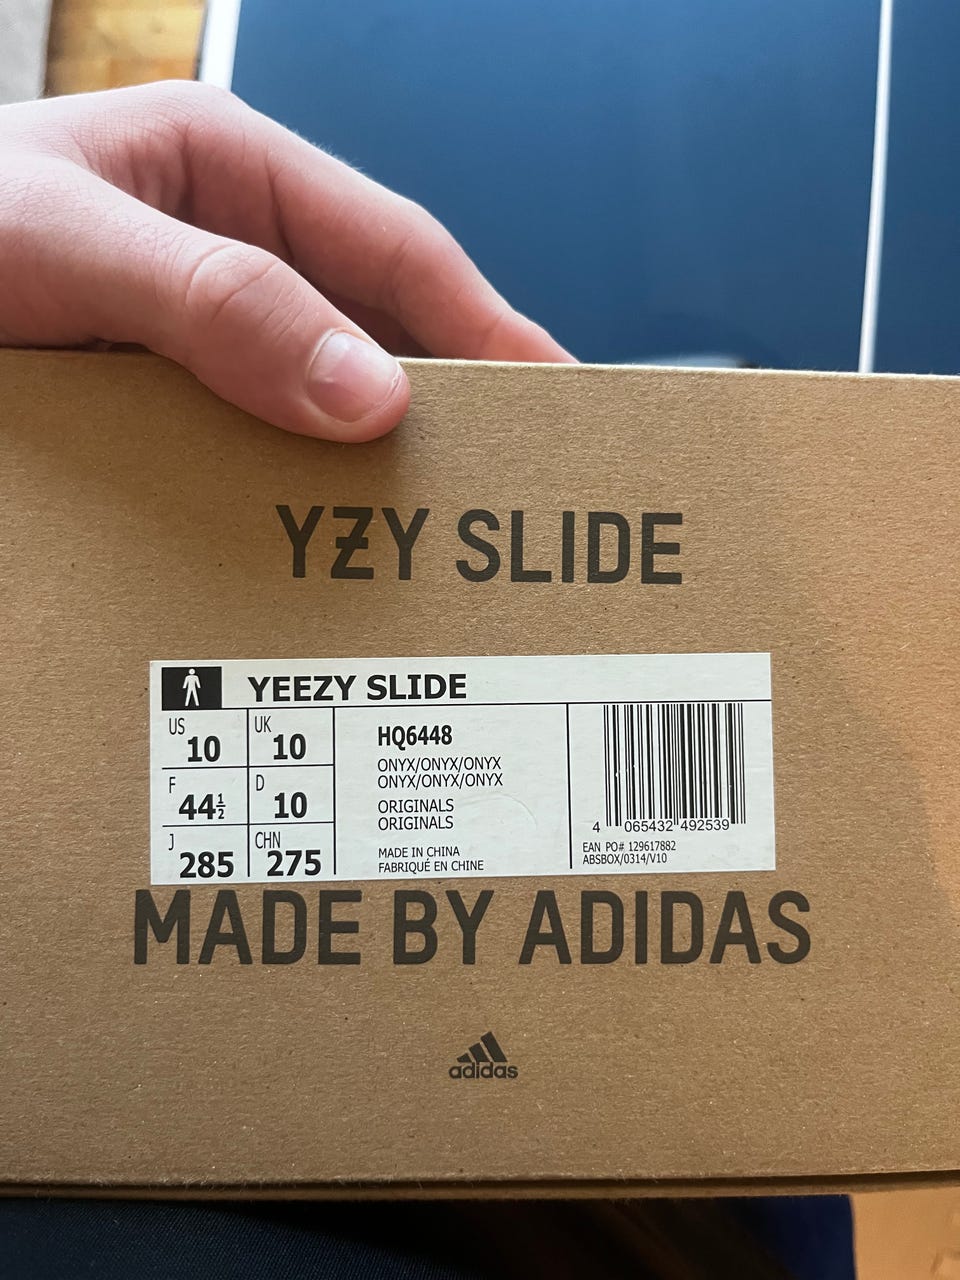 YZY SLIDE
YEEZY SLIDE
US 10 UK 10
F 44½ D 10
J 285 CHN 275
HQ6448
ONYX/ONYX/ONYX
ONYX/ONYX/ONYX
ORIGINALS
ORIGINALS
MADE IN CHINA
FABRIQUÉ EN CHINE
4 065432 492539
EAN PO# 129617882
ABSBOX/0314/V10
MADE BY ADIDAS
adidas